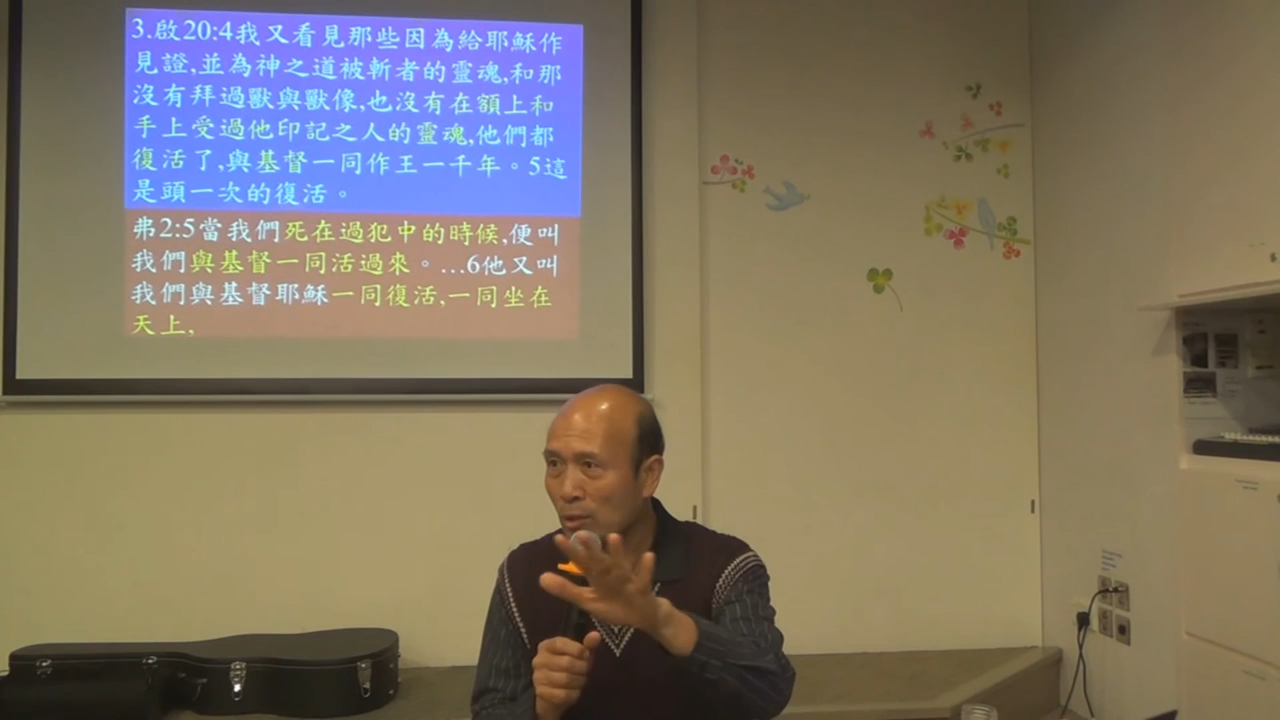 3.啟20:4我又看見那些因為給耶穌作
見證,並為神之道被斬者的靈魂,和那
沒有拜過獸與獸像,也沒有在額上和
手上受過他印記之人的靈魂,他們都
復活了,與基督一同作王一千年。5這
是頭一次的復活。
弗2:5當我們死在過犯中的時候,便叫
我們與基督一同活過來。…6他又叫
我們與基督耶穌一同復活,一同坐在
天上,